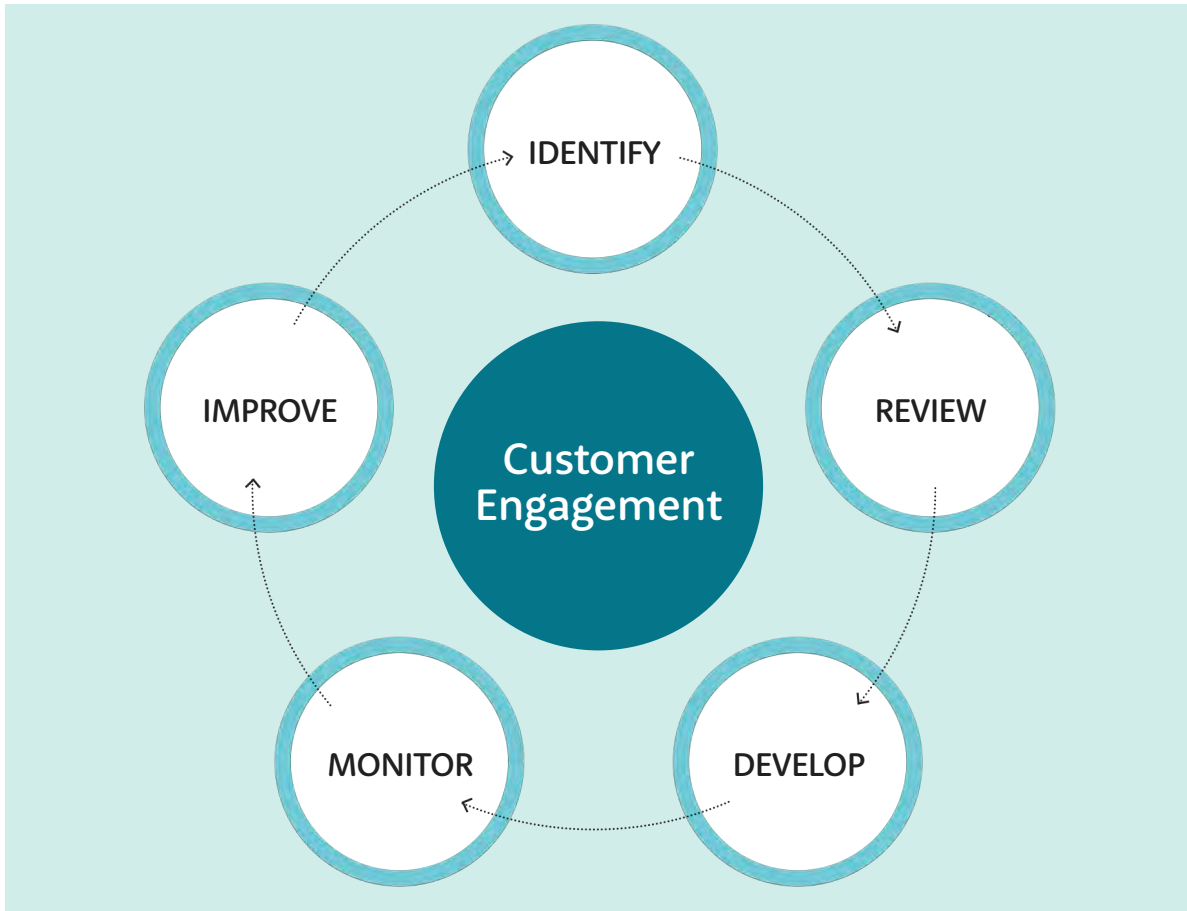 IDENTIFY
REVIEW
DEVELOP
MONITOR
IMPROVE
Customer
Engagement